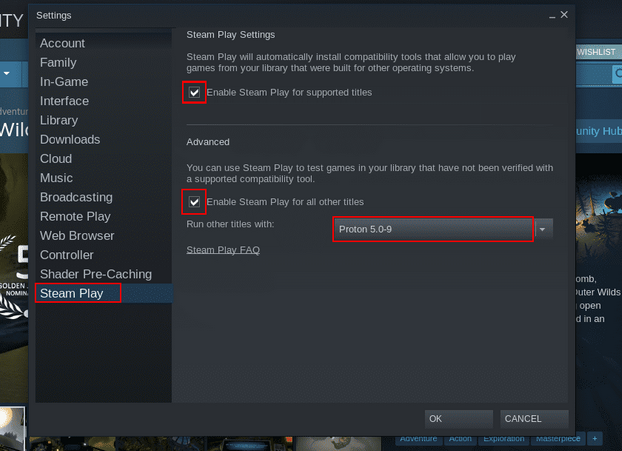 ITY
Settings
Account
Family
In-Game
Interface
Library
Downloads
Cloud
Music
Broadcasting
Remote Play
Web Browser
Controller
Shader Pre-Caching
Steam Play
Steam Play Settings
Steam Play will automatically install compatibility tools that allow you to play
games from your library that were built for other operating systems.
Enable Steam Play for supported titles
Advanced
You can use Steam Play to test games in your library that have not been verified with
a supported compatibility tool.
Enable Steam Play for all other titles
Run other titles with:
Proton 5.0-9
Steam Play FAQ
OK
CANCEL
WISHLIST
unity Hub
dventure
Wild
GOLDEN
NOMINA
omb,
Outer Wilds
open
d in an
Adventure
Action
Exploration
Masterpiece
+